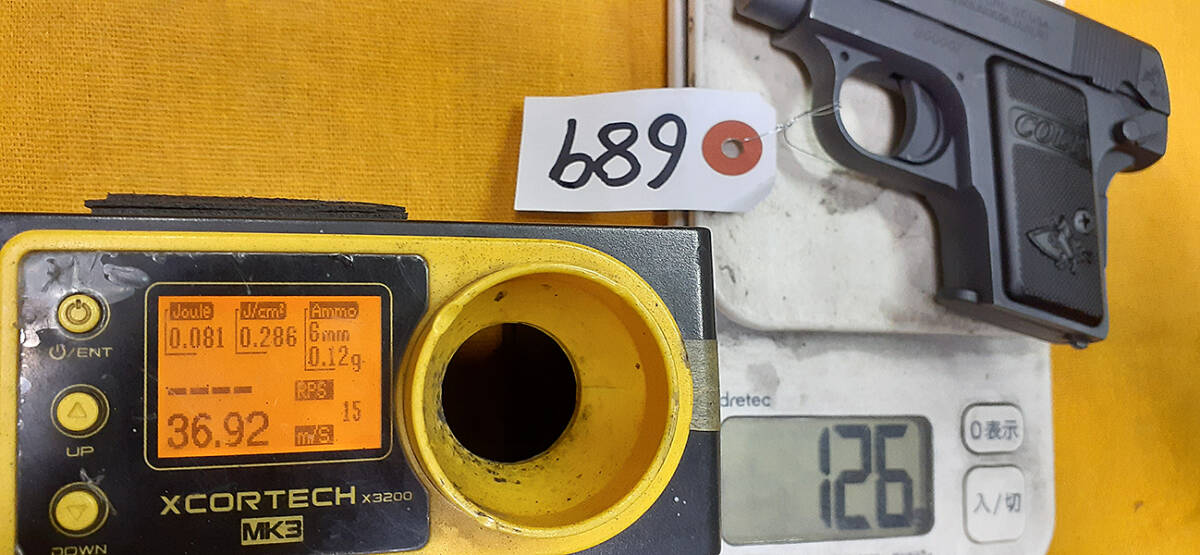 689
Joule
0.081
J/cm²
0.286
Ammo
6mm
0.12g
RPS
15
36.92
m/s
⏻/ENT
UP
DOWN
XCORTECH X3200
MK3
dretec
126
0表示
入/切